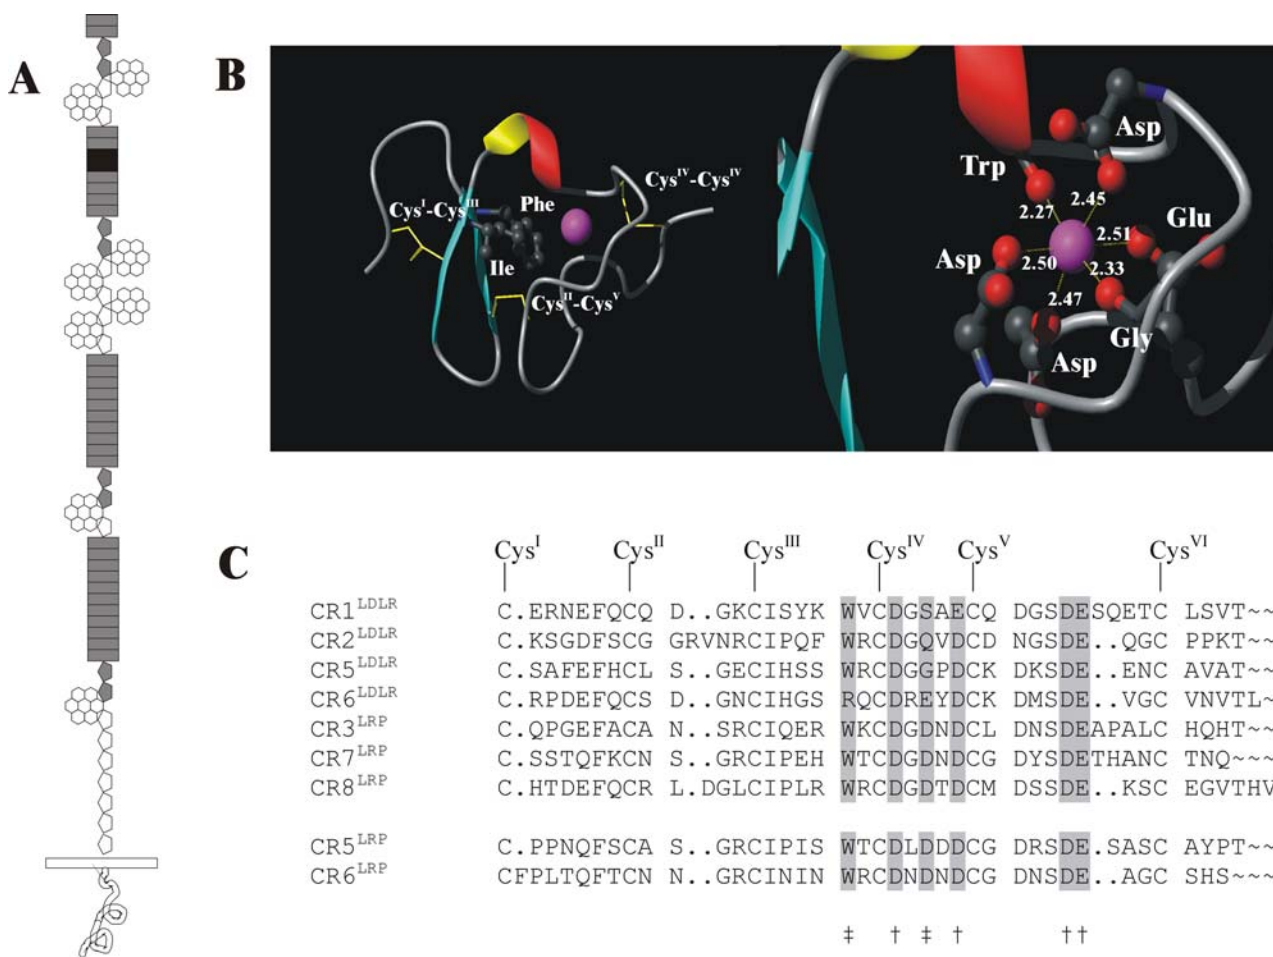 A
B
Cys^I-Cys^III
Phe
Cys^IV-Cys^IV
Ile
Cys^II-Cys^V
Asp
Trp
2.27
2.45
Glu
2.51
Asp
2.50
2.33
2.47
Gly
Asp
C
Cys^I Cys^II Cys^III Cys^IV Cys^V Cys^VI
CR1^LDLR C.ERNEFQCQ D..GKCISYK WVCDGSAECQ DGSDESQETC LSVT~~
CR2^LDLR C.KSGDFSCG GRVNRCIPQF WRCDGQVDCD NGSDE..QGC PPKT~~
CR5^LDLR C.SAFEFHCL S..GECIHSS WRCDGGPDCK DKSDE..ENC AVAT~~
CR6^LDLR C.RPDEFQCS D..GNCIHGS RQCDREYDCK DMSDE..VGC VNVTL~
CR3^LRP C.QPGEFACA N..SRCIQER WKCDGDNDCL DNSDEAPALC HQHT~~
CR7^LRP C.SSTQFKCN S..GRCIPEH WTCDGDNDCG DYSDETHANC TNQ~~~
CR8^LRP C.HTDEFQCR L.DGLCIPLR WRCDGDTDCM DSSDE..KSC EGVTHV
CR5^LRP C.PPNQFSCA S..GRCIPIS WTCDLDDDCG DRSDE.SASC AYPT~~
CR6^LRP CFPLTQFTCN N..GRCININ WRCDNDNDCG DNSDE..AGC SHS~~~
‡ † ‡ † ††